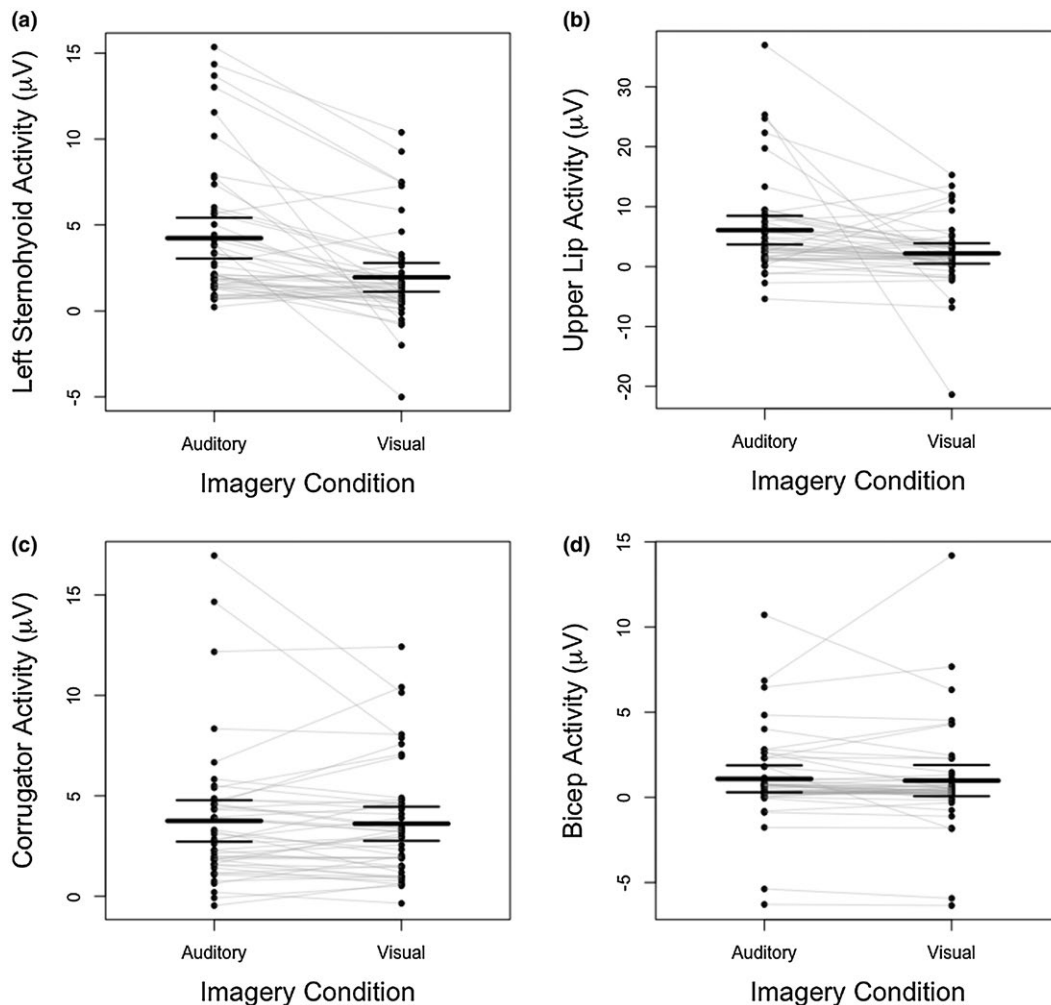 (a)
Left Sternohyoid Activity (μV)
15
10
5
0
-5
Auditory
Visual
Imagery Condition
(b)
Upper Lip Activity (μV)
30
20
10
0
-10
-20
Auditory
Visual
Imagery Condition
(c)
Corrugator Activity (μV)
15
10
5
0
Auditory
Visual
Imagery Condition
(d)
Bicep Activity (μV)
15
10
5
0
-5
Auditory
Visual
Imagery Condition